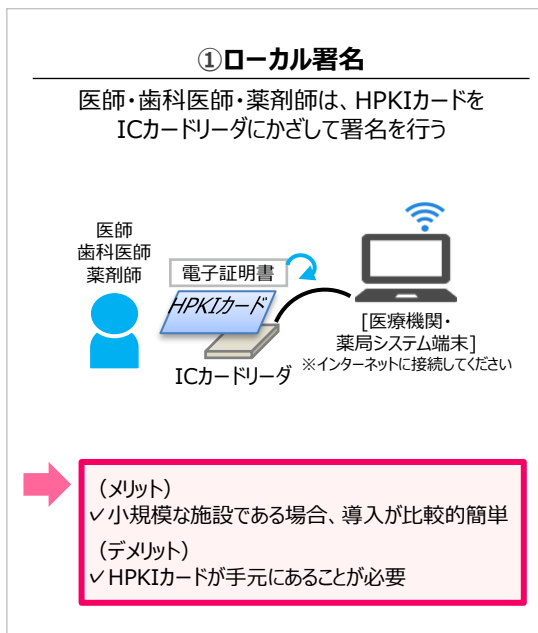 ①ローカル署名
医師・歯科医師・薬剤師は、HPKIカードを
ICカードリーダにかざして署名を行う
医師
歯科医師
薬剤師
電子証明書
HPKIカード
ICカードリーダ
[医療機関・
薬局システム端末]
※インターネットに接続してください
（メリット）
✓小規模な施設である場合、導入が比較的簡単
（デメリット）
✓HPKIカードが手元にあることが必要